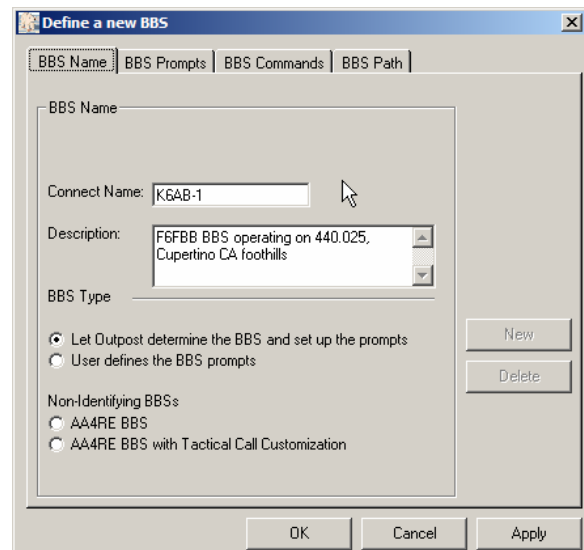 Define a new BBS
BBS Name
BBS Prompts
BBS Commands
BBS Path
BBS Name
Connect Name:
K6AB-1
Description:
F6FBB BBS operating on 440.025,
Cupertino CA foothills
BBS Type
Let Outpost determine the BBS and set up the prompts
User defines the BBS prompts
New
Delete
Non-Identifying BBSs
AA4RE BBS
AA4RE BBS with Tactical Call Customization
OK
Cancel
Apply